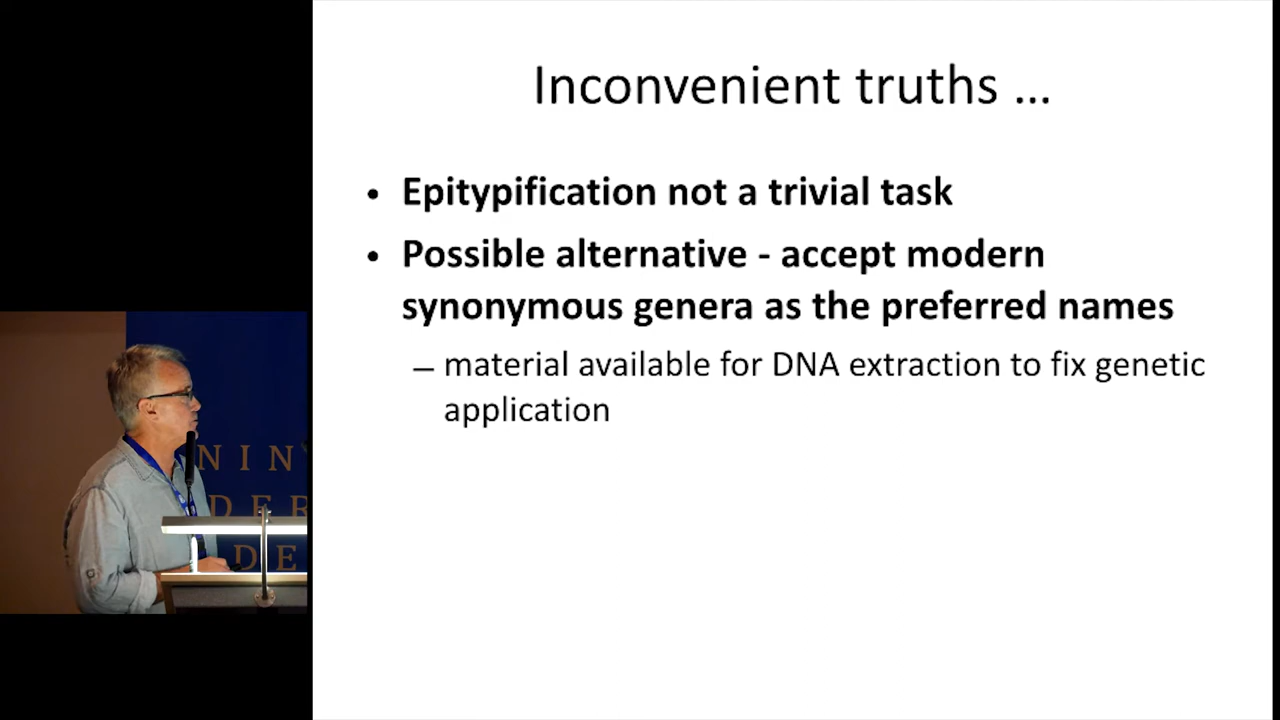 Inconvenient truths ...
• Epitypification not a trivial task
• Possible alternative - accept modern
synonymous genera as the preferred names
– material available for DNA extraction to fix genetic
application
N I N
D E R
D E